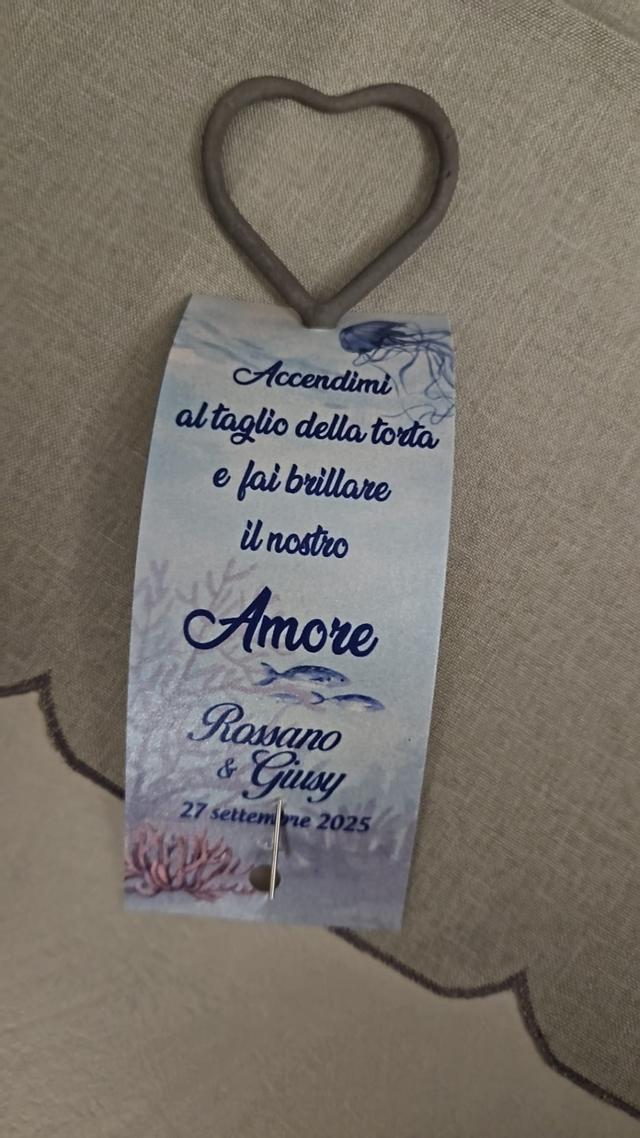 Accendimi
al taglio della torta
e fai brillare
il nostro
Amore
Rossano
& Giusy
27 settembre 2025